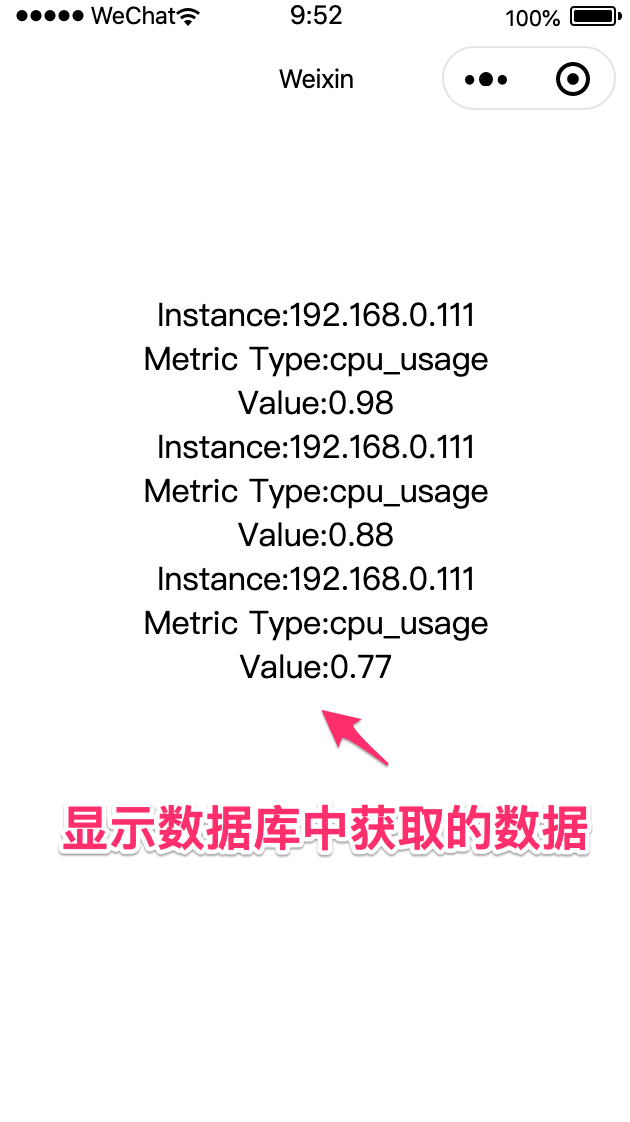 WeChat 9:52 100%
Weixin
Instance:192.168.0.111
Metric Type:cpu_usage
Value:0.98
Instance:192.168.0.111
Metric Type:cpu_usage
Value:0.88
Instance:192.168.0.111
Metric Type:cpu_usage
Value:0.77
显示数据库中获取的数据